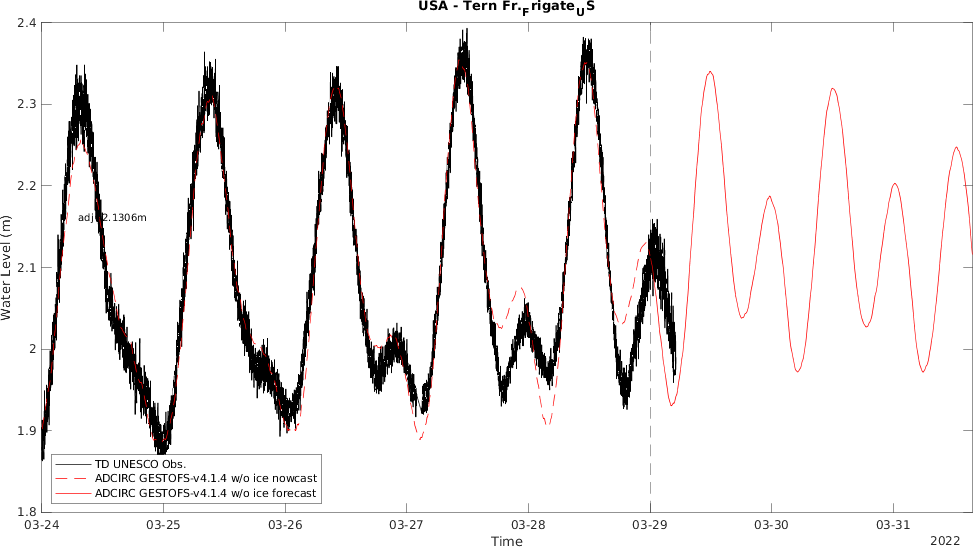 USA - Tern Fr.FrigateUS
2.4
2.3
2.2
2.1
2
1.9
1.8
Water Level (m)
adj: 2.1306m
TD UNESCO Obs.
ADCIRC GESTOFS-v4.1.4 w/o ice nowcast
ADCIRC GESTOFS-v4.1.4 w/o ice forecast
03-24 03-25 03-26 03-27 03-28 03-29 03-30 03-31
Time
2022